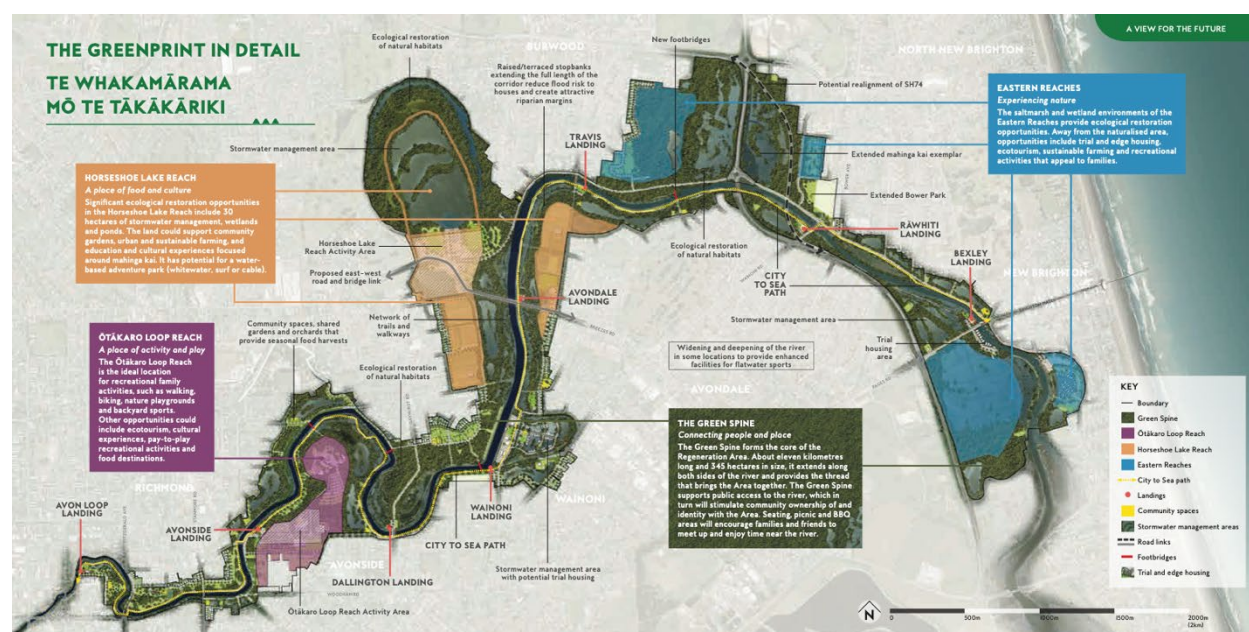 A VIEW FOR THE FUTURE
THE GREENPRINT IN DETAIL
TE WHAKAMĀRAMA
MŌ TE TĀKĀKĀRIKI
Ecological restoration
of natural habitats
BURWOOD
New footbridges
NORTH NEW BRIGHTON
Raised/terraced stopbanks
extending the full length of the
corridor reduce flood risk to
houses and create attractive
riparian margins
Potential realignment of SH74
EASTERN REACHES
Experiencing nature
The saltmarsh and wetland environments of the
Eastern Reaches provide ecological restoration
opportunities. Away from the naturalised area,
opportunities include trial and edge housing,
ecotourism, sustainable farming and recreational
activities that appeal to families.
Stormwater management area
TRAVIS
LANDING
Extended mahinga kai exemplar
HORSESHOE LAKE REACH
A place of food and culture
Significant ecological restoration opportunities
in the Horseshoe Lake Reach include 30
hectares of stormwater management, wetlands
and ponds. The land could support community
gardens, urban and sustainable farming, and
education and cultural experiences focused
around mahinga kai. It has potential for a water-
based adventure park (whitewater, surf or cable).
Extended Bower Park
Horseshoe Lake
Reach Activity Area
Ecological restoration
of natural habitats
RĀWHITI
LANDING
BEXLEY
LANDING
NEW BRIGHTON
Proposed east-west
road and bridge link
CITY
TO SEA
PATH
AVONDALE
LANDING
Network of
trails and
walkways
Stormwater management area
Trial
housing
area
ŌTĀKARO LOOP REACH
A place of activity and play
The Ōtākaro Loop Reach
is the ideal location
for recreational family
activities, such as walking,
biking, nature playgrounds
and backyard sports.
Other opportunities could
include ecotourism, cultural
experiences, pay-to-play
recreational activities and
food destinations.
Community spaces, shared
gardens and orchards that
provide seasonal food harvests
Ecological restoration
of natural habitats
Widening and deepening of the river
in some locations to provide enhanced
facilities for flatwater sports
AVONDALE
THE GREEN SPINE
Connecting people and place
The Green Spine forms the core of the
Regeneration Area. About eleven kilometres
long and 345 hectares in size, it extends along
both sides of the river and provides the thread
that brings the Area together. The Green Spine
supports public access to the river, which in
turn will stimulate community ownership of and
identity with the Area. Seating, picnic and BBQ
areas will encourage families and friends to
meet up and enjoy time near the river.
KEY
Boundary
Green Spine
Ōtākaro Loop Reach
Horseshoe Lake Reach
Eastern Reaches
City to Sea path
Landings
Community spaces
Stormwater management areas
Road links
Footbridges
Trial and edge housing
RICHMOND
WAINONI
AVON LOOP
LANDING
AVONSIDE
LANDING
WAINONI
LANDING
CITY TO SEA PATH
AVONSIDE
DALLINGTON LANDING
Stormwater management area
with potential trial housing
Ōtākaro Loop Reach Activity Area
N
0
500m
1000m
1500m
2000m
(2km)